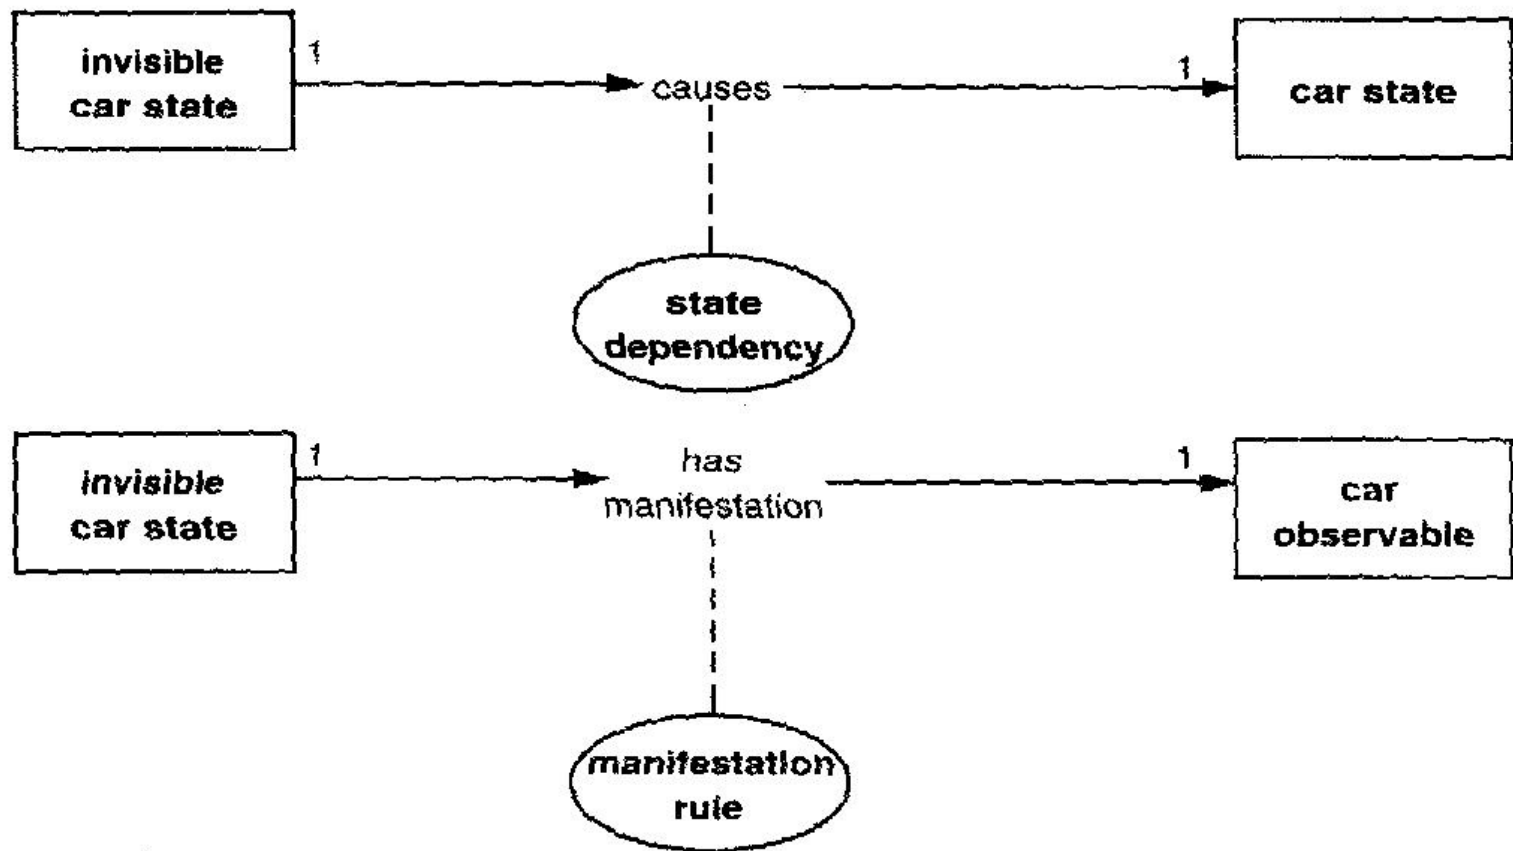 invisible
car state
1
causes
1
car state
state
dependency
invisible
car state
1
has
manifestation
1
car
observable
manifestation
rule